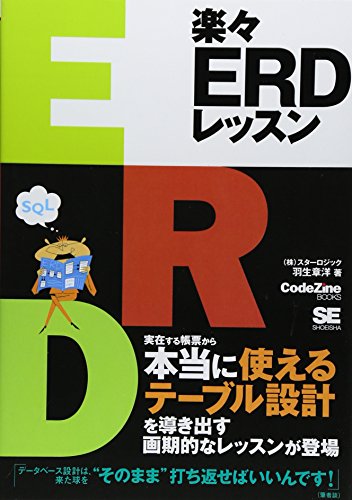 楽々
ERD
レッスン
E
R
D
SQL
(株)スターロジック
羽生章洋 著
CodeZine
BOOKS
SE
SHOEISHA
実在する帳票から
本当に使える
テーブル設計
を導き出す
画期的なレッスンが登場
「データベース設計は、
来た球を“そのまま”打ち返せばいいんです!」
(筆者談)